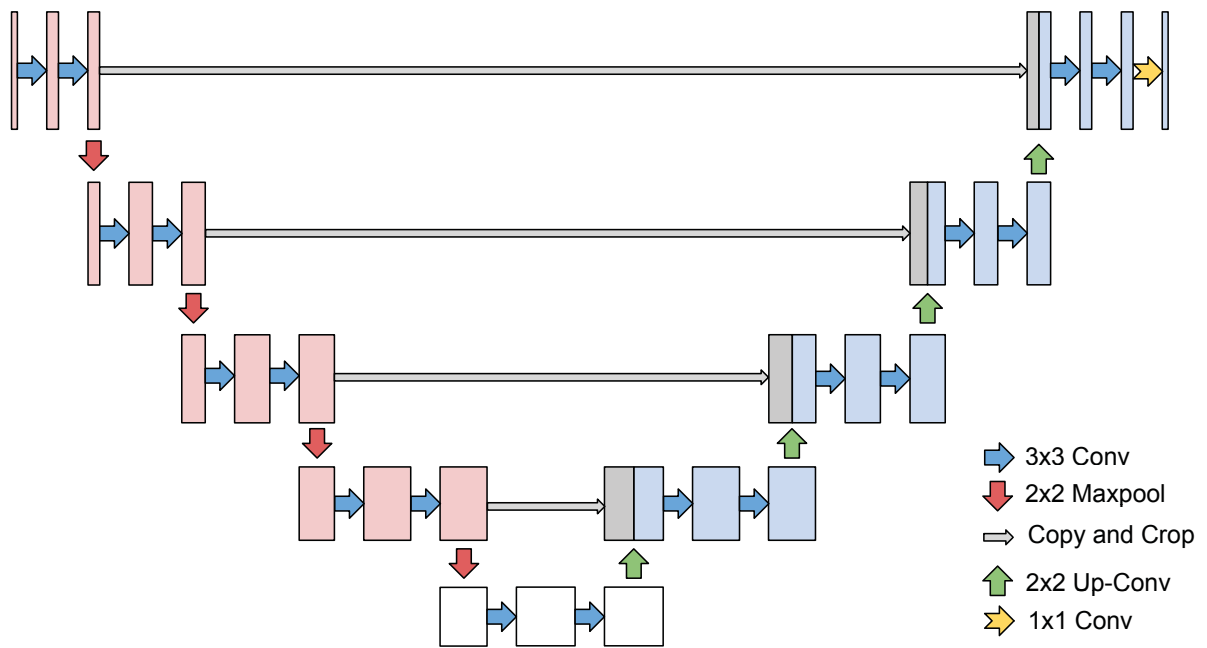 3x3 Conv
2x2 Maxpool
Copy and Crop
2x2 Up-Conv
1x1 Conv